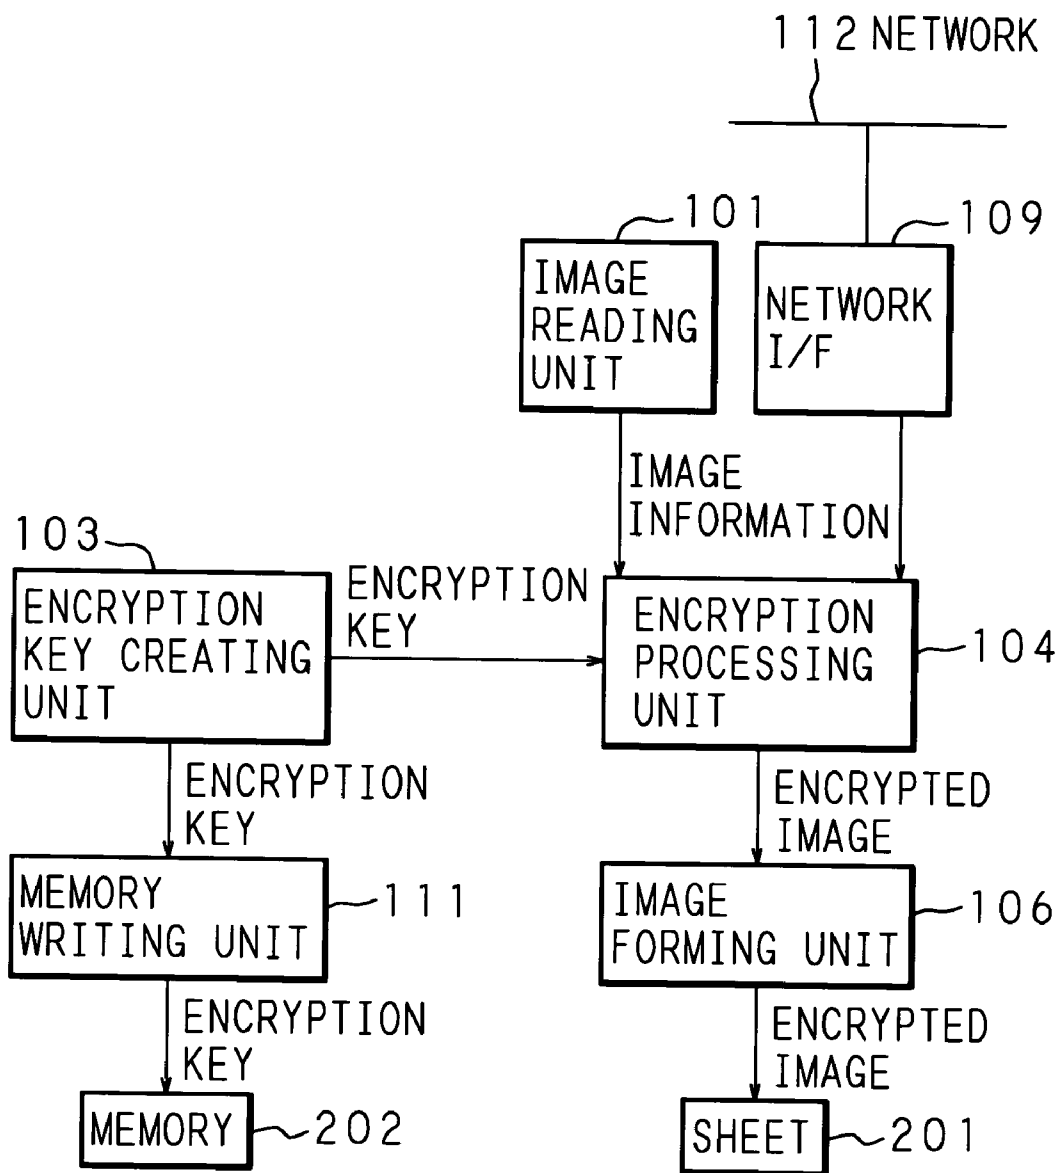 112 NETWORK
101
109
IMAGE
READING
UNIT
NETWORK
I/F
IMAGE
INFORMATION
103
ENCRYPTION
KEY CREATING
UNIT
ENCRYPTION
KEY
ENCRYPTION
PROCESSING
UNIT
104
ENCRYPTION
KEY
ENCRYPTED
IMAGE
MEMORY
WRITING UNIT
111
IMAGE
FORMING UNIT
106
ENCRYPTION
KEY
ENCRYPTED
IMAGE
MEMORY
202
SHEET
201